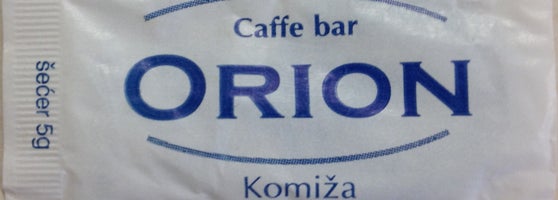 Caffe bar
ORION
Komiža
šećer 5g